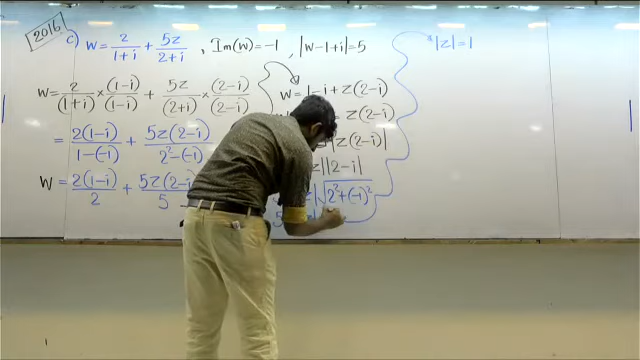 2016
c) W = 2/(1+i) + 5z/(2+i) , Im(w) = -1 , |w-1+i| = 5
|z| = 1
W = 2/(1+i) × (1-i)/(1-i) + 5z/(2+i) × (2-i)/(2-i)
= 2(1-i)/(1-(-1)) + 5z(2-i)/(2²-(-1))
W = 2(1-i)/2 + 5z(2-i)/5
W = 1-i + z(2-i)
= z(2-i)
|z(2-i)|
z||2-i|
z|√(2²+(-1)²)
5